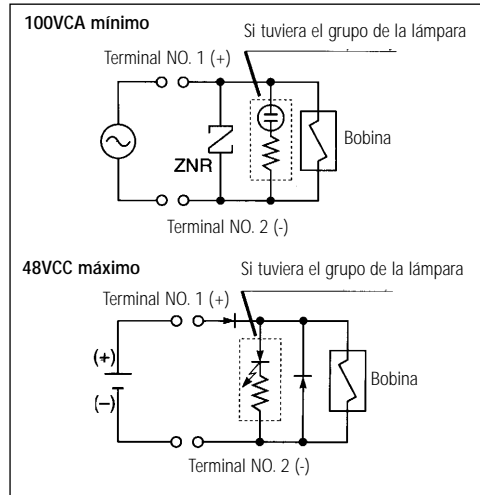 100VCA mínimo
Si tuviera el grupo de la lámpara
Terminal NO. 1 (+)
Bobina
ZNR
Terminal NO. 2 (-)
48VCC máximo
Si tuviera el grupo de la lámpara
Terminal NO. 1 (+)
(+)
Bobina
(-)
Terminal NO. 2 (-)